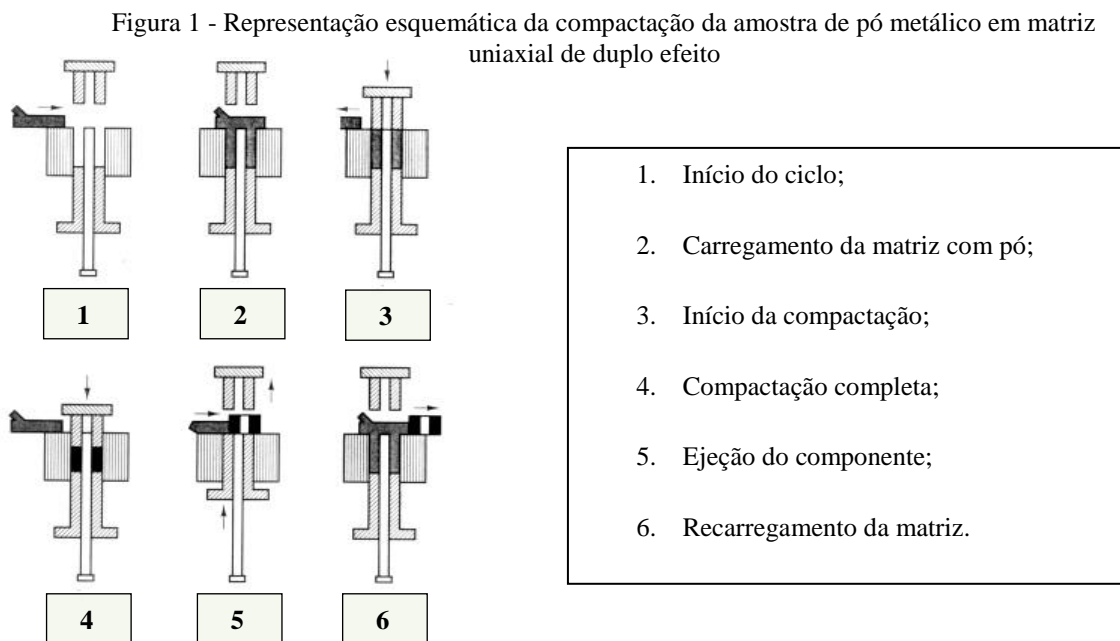 Figura 1 - Representação esquemática da compactação da amostra de pó metálico em matriz
uniaxial de duplo efeito
1
2
3
4
5
6
1. Início do ciclo;
2. Carregamento da matriz com pó;
3. Início da compactação;
4. Compactação completa;
5. Ejeção do componente;
6. Recarregamento da matriz.